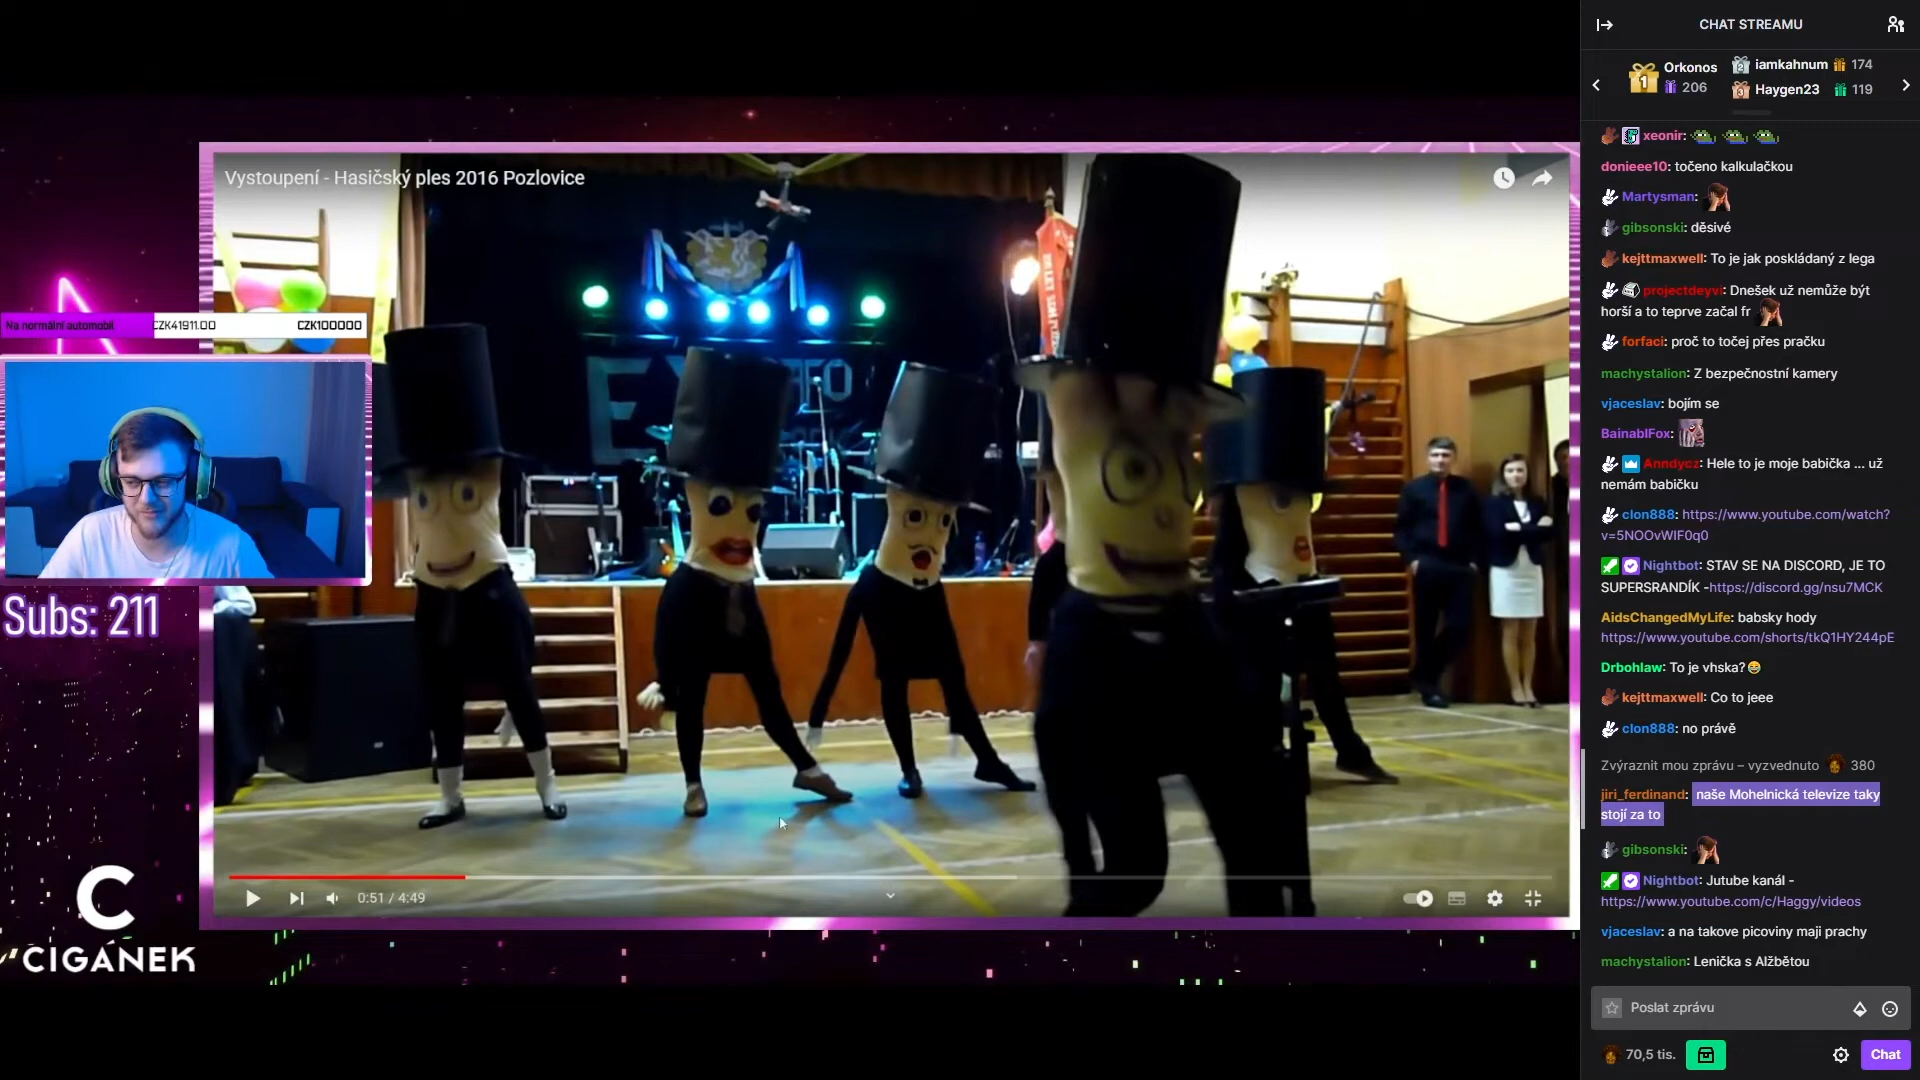 CHAT STREAMU
Orkonos
206
iamkahnum 174
Haygen23 119
xeonir:
donieee10: točeno kalkulačkou
Martysman:
gibsonski: děsivé
kejttmaxwell: To je jak poskládaný z lega
projectdeyvi: Dnešek už nemůže být
horší a to teprve začal fr
forfaci: proč to točej přes pračku
machystalion: Z bezpečnostní kamery
vjaceslav: bojím se
BainablFox:
Anndycz: Hele to je moje babička ... už
nemám babičku
clon888: https://www.youtube.com/watch?
v=5NOOvWIF0q0
Nightbot: STAV SE NA DISCORD, JE TO
SUPERSRANDÍK -https://discord.gg/nsu7MCK
AidsChangedMyLife: babsky hody
https://www.youtube.com/shorts/tkQ1HY244pE
Drbohlaw: To je vhska?😂
kejttmaxwell: Co to jeee
clon888: no právě
Zvýraznit mou zprávu – vyzvednuto 380
jiri_ferdinand: naše Mohelnická televize taky
stojí za to
gibsonski:
Nightbot: Jutube kanál -
https://www.youtube.com/c/Haggy/videos
vjaceslav: a na takove picoviny maji prachy
machystalion: Lenička s Alžbětou
Poslat zprávu
70,5 tis.
Chat
Vystoupení - Hasičský ples 2016 Pozlovice
Na normální automobil CZK41911.00 CZK100000
Subs: 211
0:51 / 4:49
C
CIGÁNEK